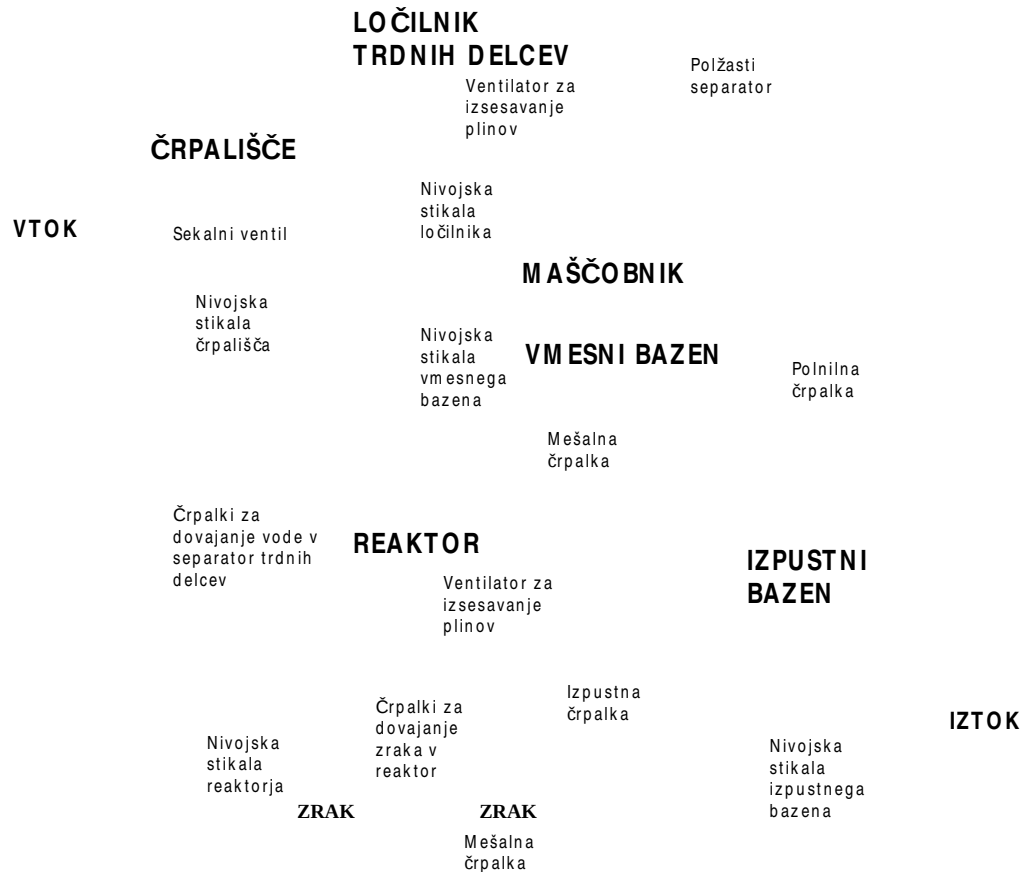 LOČILNIK
TRDNIH DELCEV
Ventilator za
izsesavanje
plinov
Polžasti
separator
ČRPALIŠČE
VTOK
Sekalni ventil
Nivojska
stikala
ločilnika
MAŠČOBNIK
Nivojska
stikala
črpališča
Nivojska
stikala
vmesnega
bazena
VMESNI BAZEN
Polnilna
črpalka
Mešalna
črpalka
Črpalki za
dovajanje vode v
separator trdnih
delcev
REAKTOR
Ventilator za
izsesavanje
plinov
IZPUSTNI
BAZEN
Izpustna
črpalka
Črpalki za
dovajanje
zraka v
reaktor
IZTOK
Nivojska
stikala
reaktorja
Nivojska
stikala
izpustnega
bazena
ZRAK
ZRAK
Mešalna
črpalka